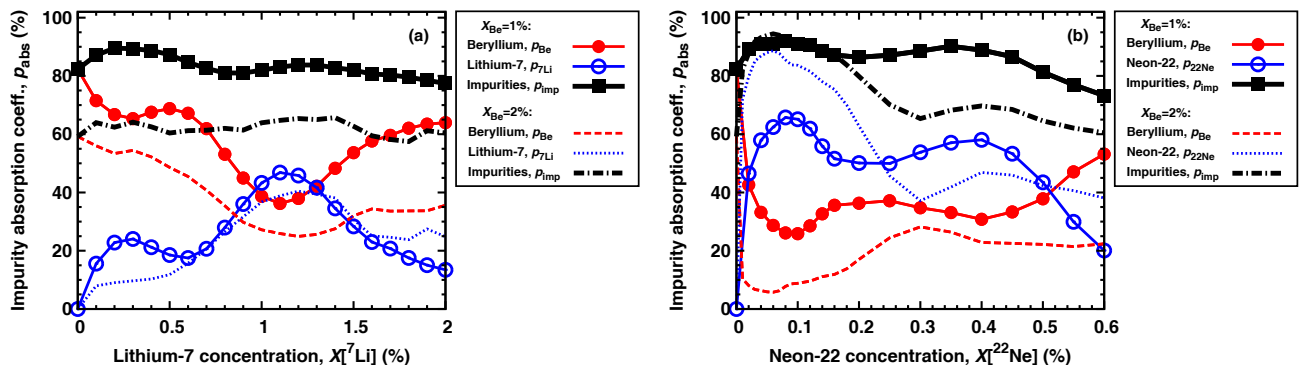 Impurity absorption coeff., p_abs (%)
100
80
60
40
20
0
(a)
0
0.5
1
1.5
2
Lithium-7 concentration, X[⁷Li] (%)
X_Be=1%:
Beryllium, p_Be
Lithium-7, p_7Li
Impurities, p_imp
X_Be=2%:
Beryllium, p_Be
Lithium-7, p_7Li
Impurities, p_imp
Impurity absorption coeff., p_abs (%)
100
80
60
40
20
0
(b)
0
0.1
0.2
0.3
0.4
0.5
0.6
Neon-22 concentration, X[²²Ne] (%)
X_Be=1%:
Beryllium, p_Be
Neon-22, p_22Ne
Impurities, p_imp
X_Be=2%:
Beryllium, p_Be
Neon-22, p_22Ne
Impurities, p_imp